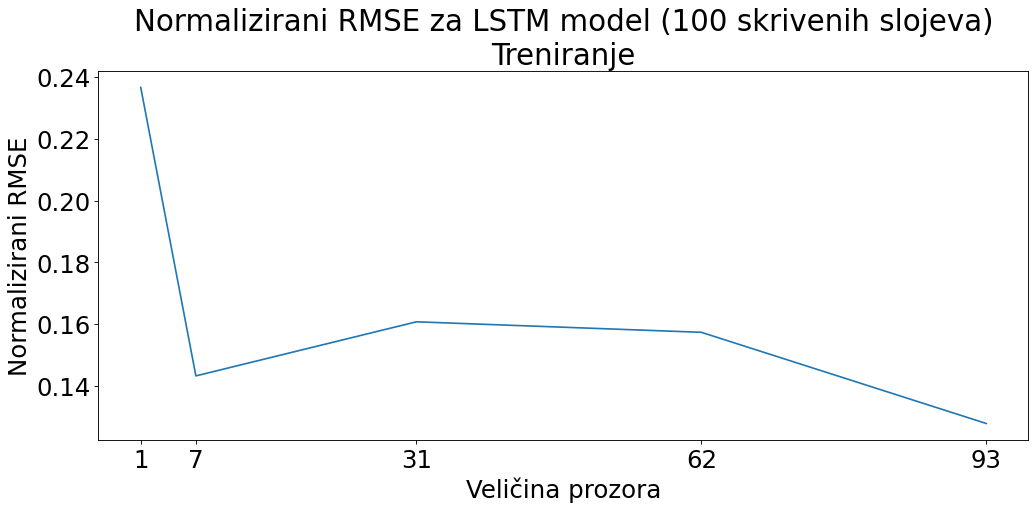 Normalizirani RMSE za LSTM model (100 skrivenih slojeva)
Treniranje
Normalizirani RMSE
0.24
0.22
0.20
0.18
0.16
0.14
1 7 31 62 93
Veličina prozora